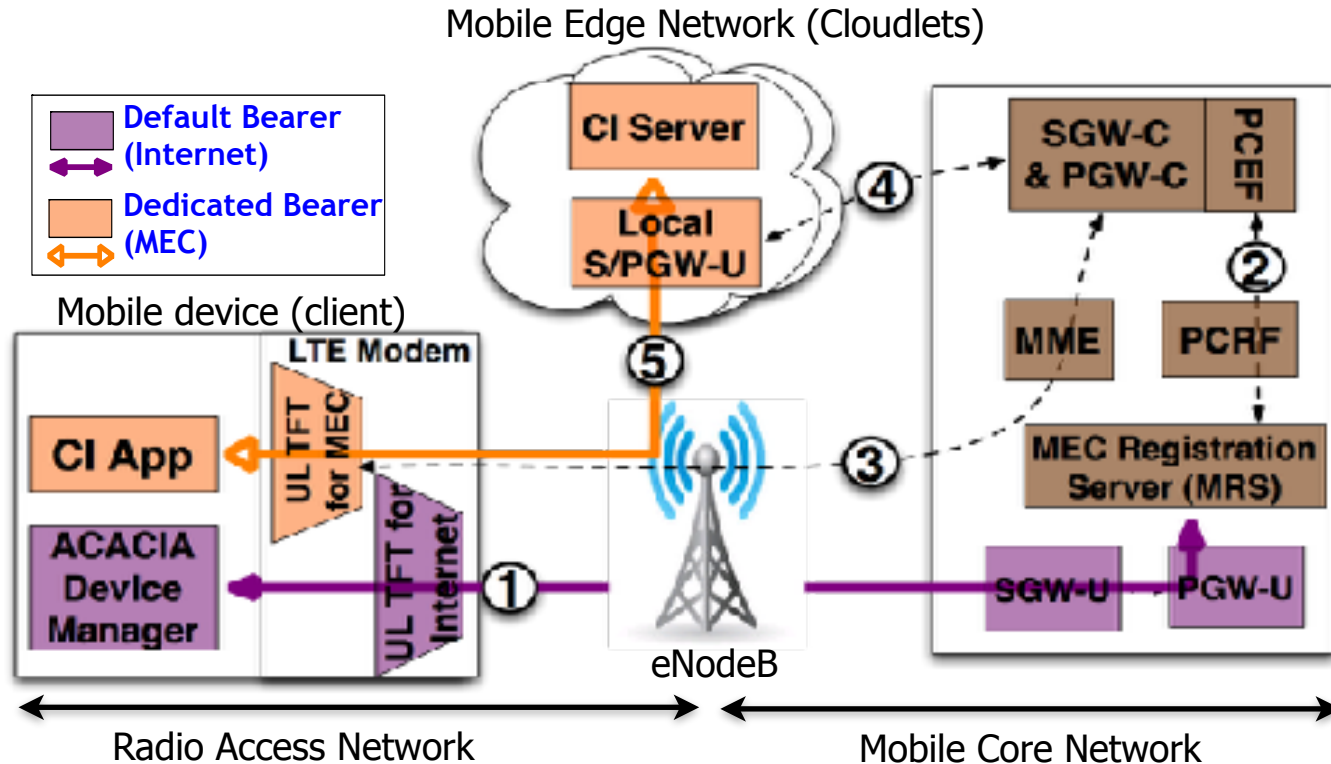 Mobile Edge Network (Cloudlets)
Default Bearer
(Internet)
Dedicated Bearer
(MEC)
CI Server
Local
S/PGW-U
4
SGW-C
& PGW-C
PCEF
2
MME
PCRF
MEC Registration
Server (MRS)
SGW-U
PGW-U
Mobile device (client)
LTE Modem
UL TFT
for MEC
CI App
5
3
ACACIA
Device
Manager
UL TFT for
Internet
1
eNodeB
Radio Access Network
Mobile Core Network